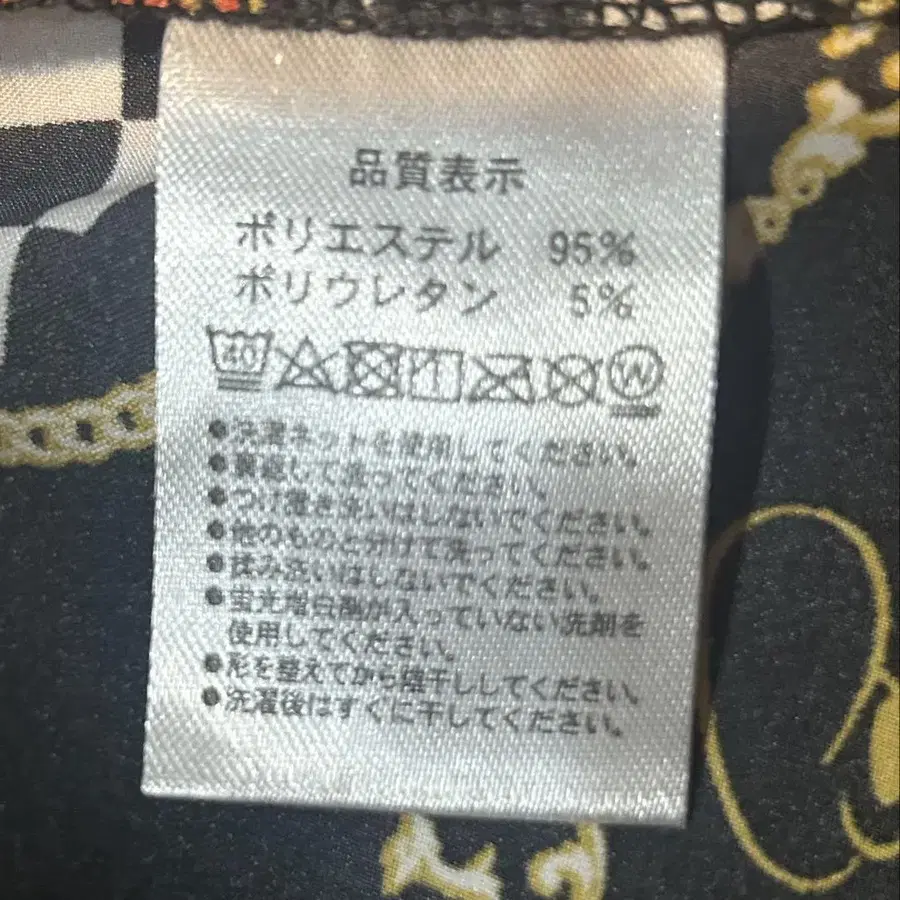 品質表示
ポリエステル 95%
ポリウレタン 5%
40 W
●洗濯ネットを使用してください。
●裏返して洗ってください。
●つけ置き洗いはしないでください。
●他のものと分けて洗ってください。
●揉み洗いはしないでください。
●蛍光増白剤が入っていない洗剤を
使用してください。
●形を整えてから陰干ししてください。
●洗濯後はすぐに干してください。